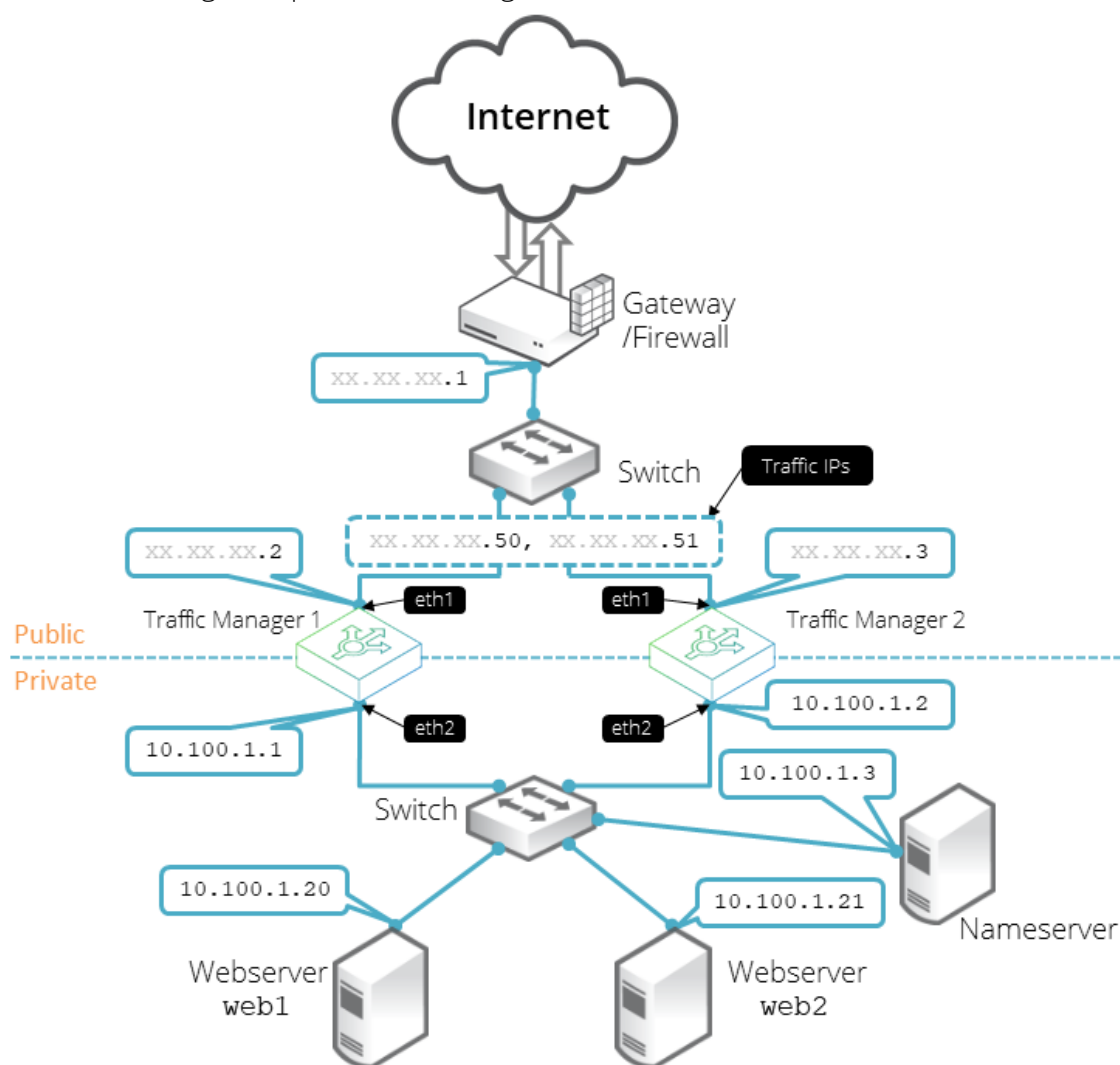 Internet
Gateway
/Firewall
xx.xx.xx.1
Switch
Traffic IPs
xx.xx.xx.50, xx.xx.xx.51
xx.xx.xx.2
xx.xx.xx.3
eth1
eth1
Traffic Manager 1
Traffic Manager 2
Public
Private
10.100.1.2
eth2
eth2
10.100.1.1
10.100.1.3
Switch
10.100.1.20
10.100.1.21
Nameserver
Webserver
web1
Webserver
web2